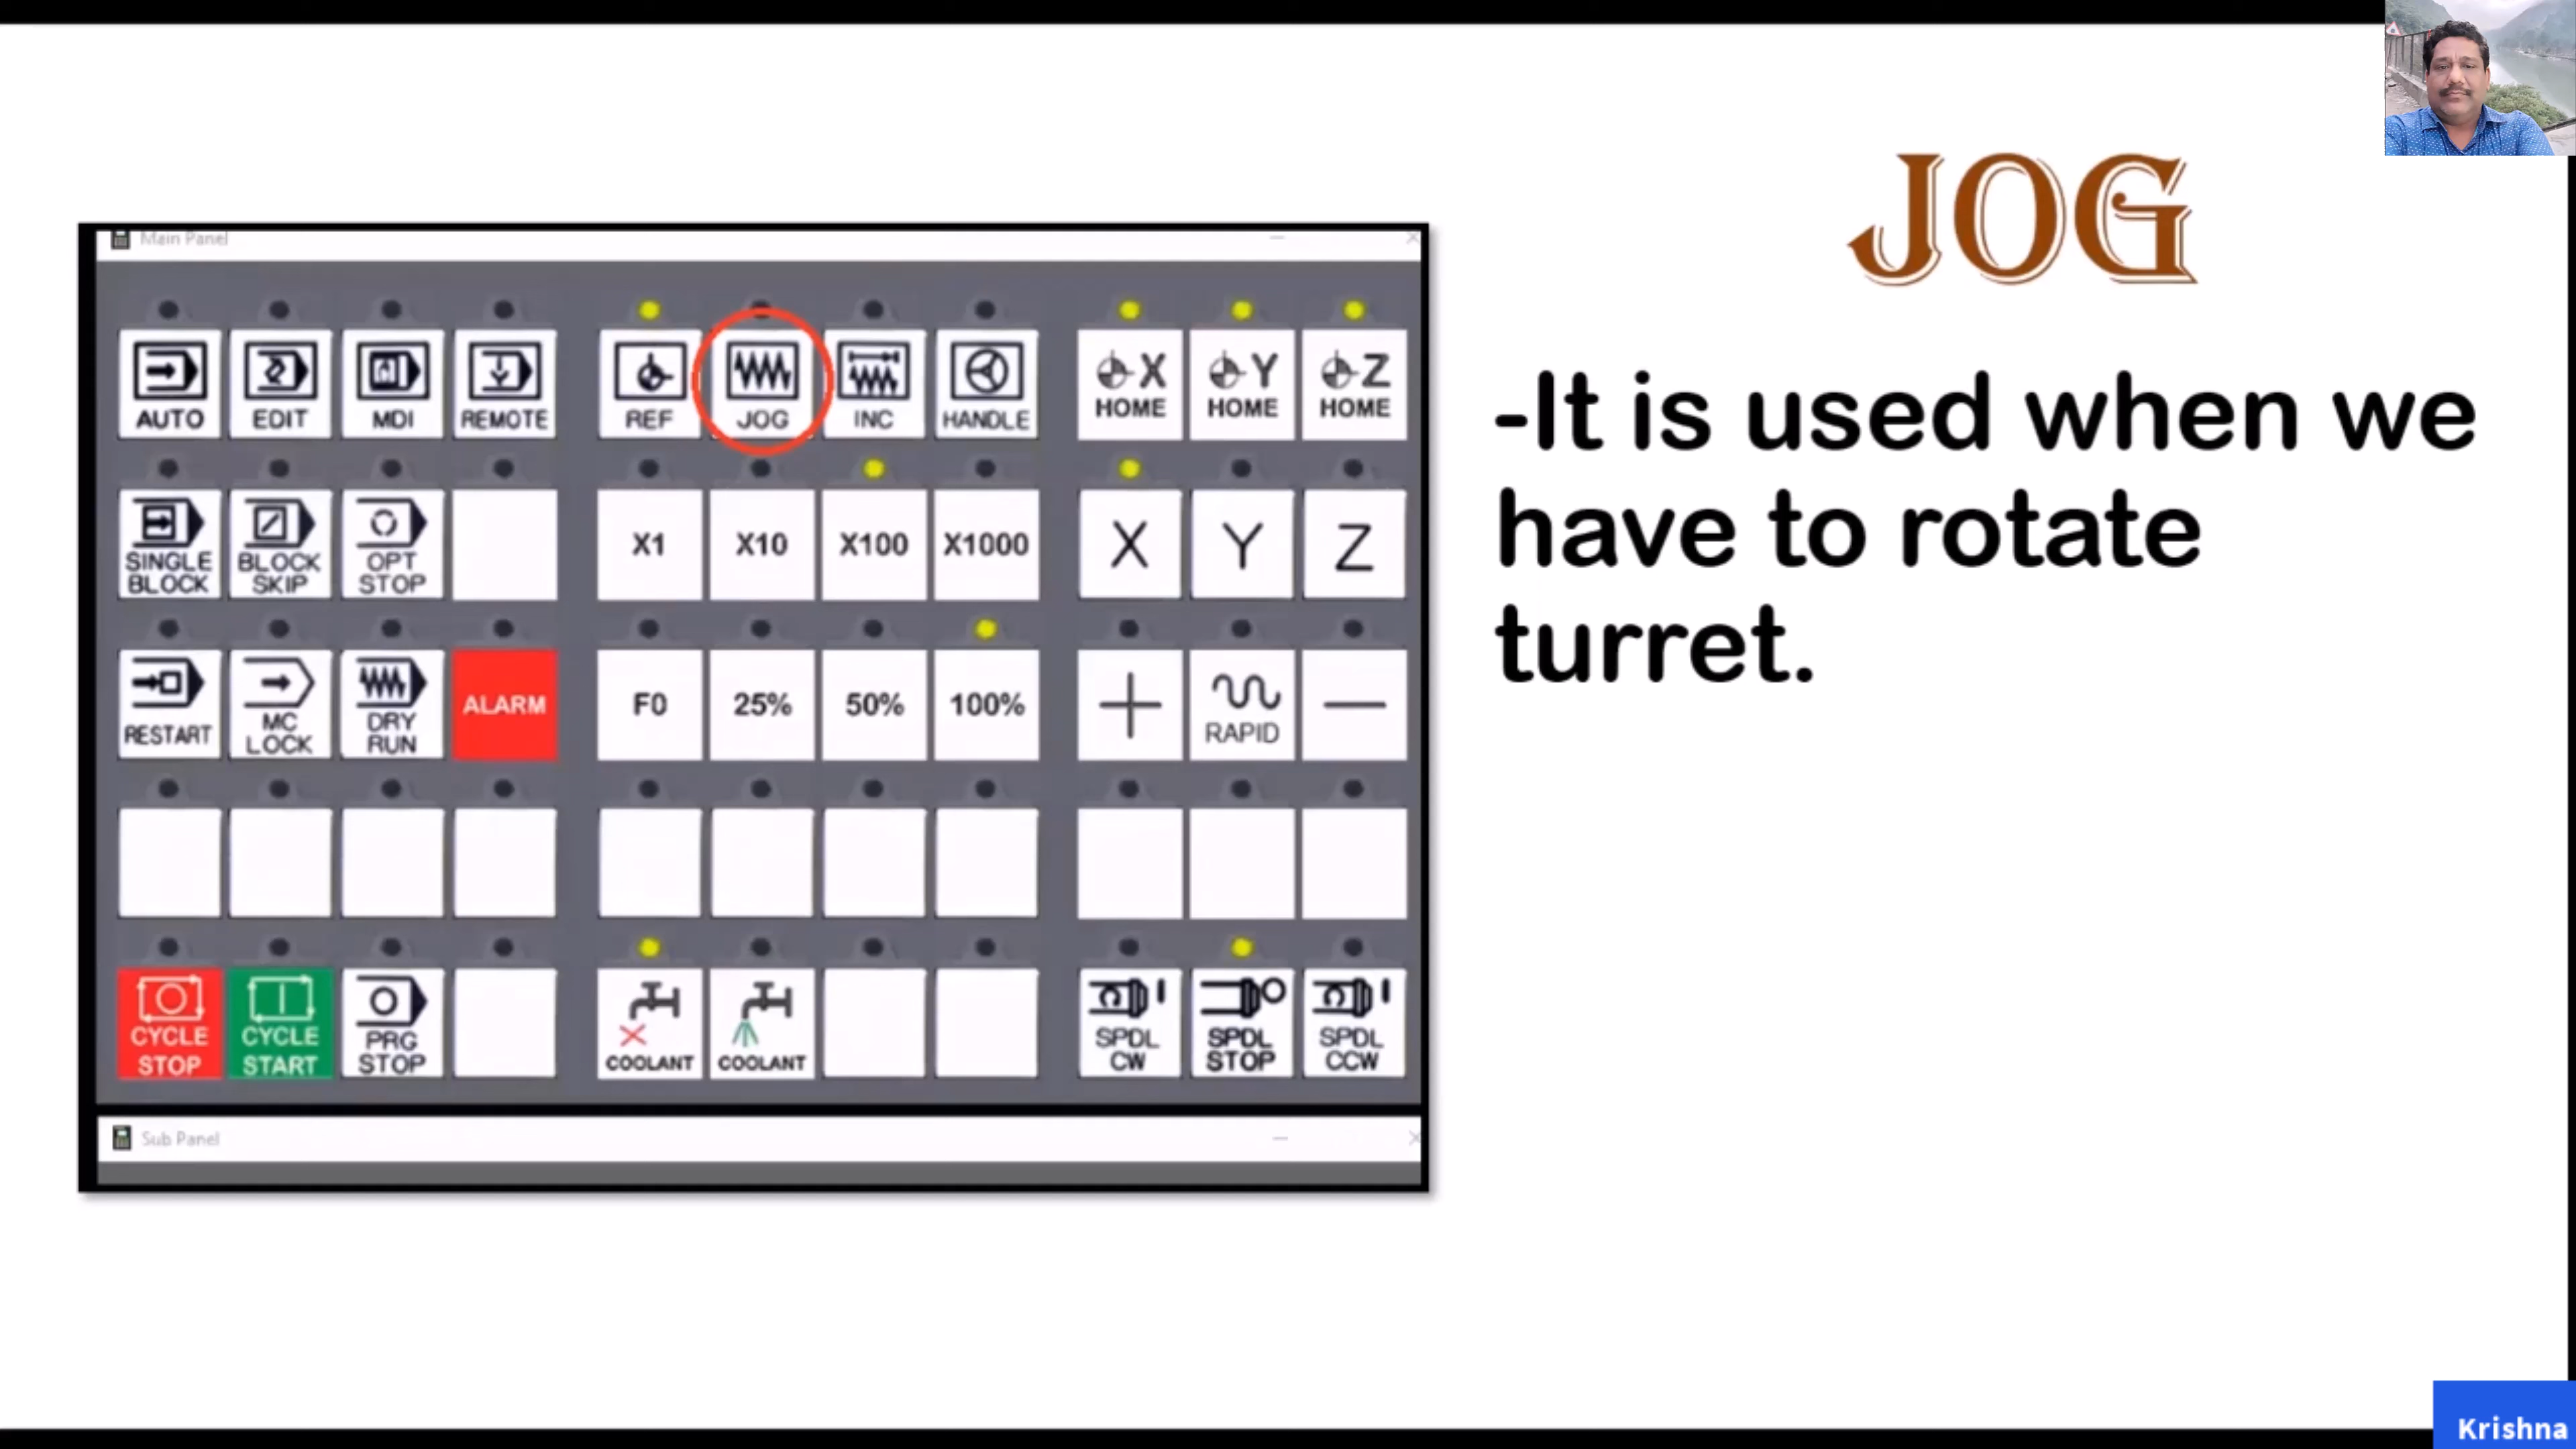 JOG
-It is used when we
have to rotate
turret.
Main Panel
AUTO EDIT MDI REMOTE REF JOG INC HANDLE X HOME Y HOME Z HOME
SINGLE BLOCK BLOCK SKIP OPT STOP X1 X10 X100 X1000 X Y Z
RESTART MC LOCK DRY RUN ALARM F0 25% 50% 100% + RAPID —
CYCLE STOP CYCLE START PRG STOP COOLANT COOLANT SPDL CW SPDL STOP SPDL CCW
Sub Panel
Krishna